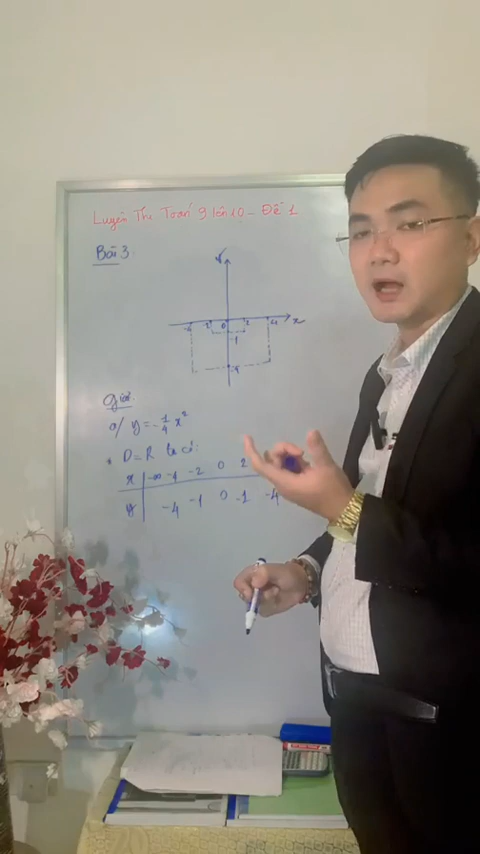 Luyện Thi Toán 9 lên 10 - Đề 1
Bài 3:
y
-4 -2 0 2 4 x
-1
-4
Giải
a/ y = -1/4 x²
• D = R ta có:
x | -∞ -4 -2 0 2
y | -4 -1 0 -1 -4